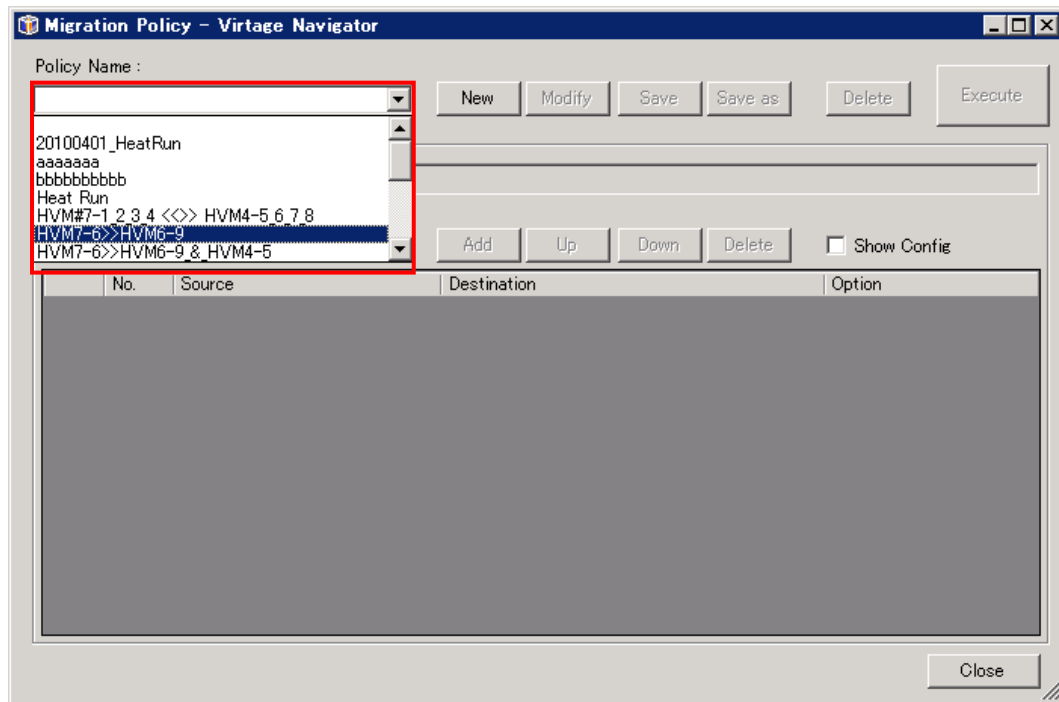 Migration Policy - Virtage Navigator
Policy Name :
New Modify Save Save as Delete Execute
20100401_HeatRun
aaaaaaa
bbbbbbbbbb
Heat Run
HVM#7-1_2_3_4 <<>> HVM4-5_6_7_8
HVM7-6>>HVM6-9
HVM7-6>>HVM6-9_&_HVM4-5
Add Up Down Delete Show Config
No. Source Destination Option
Close